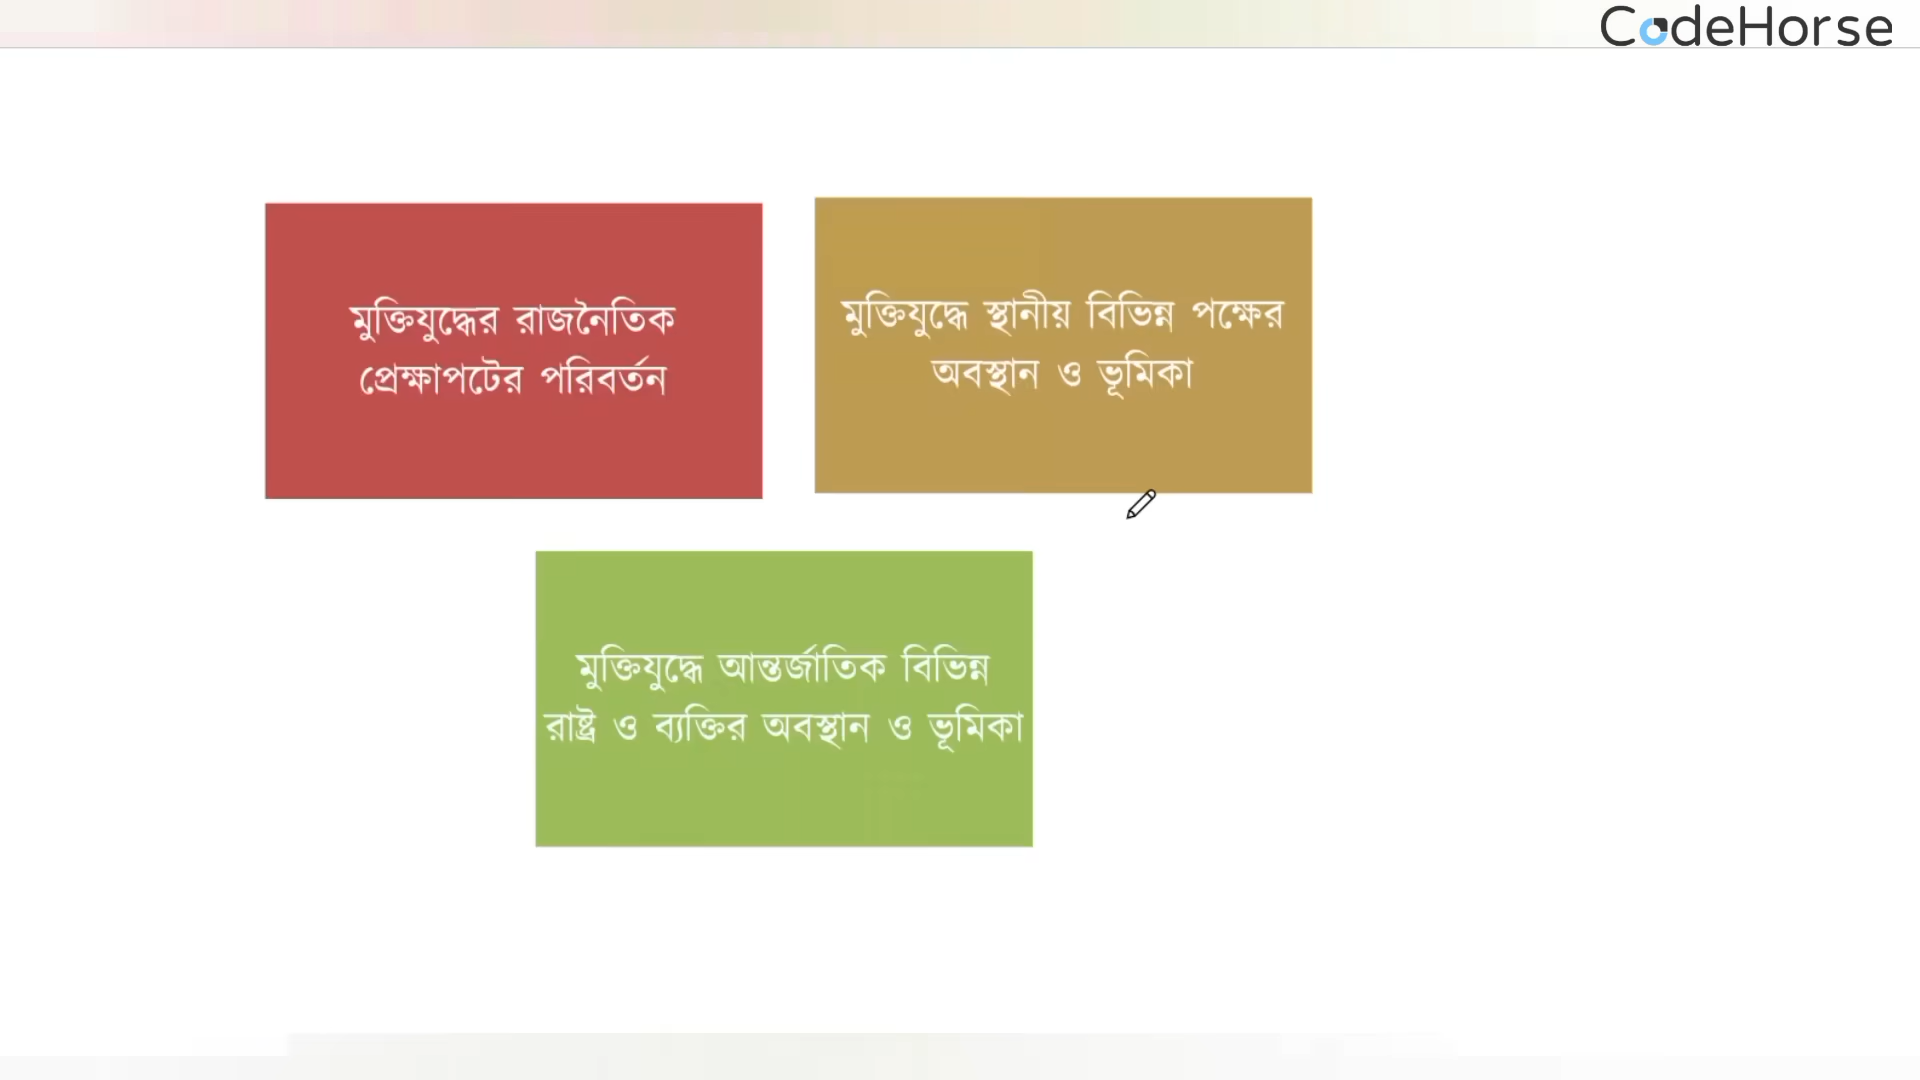 CodeHorse
মুক্তিযুদ্ধের রাজনৈতিক
প্রেক্ষাপটের পরিবর্তন
মুক্তিযুদ্ধে স্থানীয় বিভিন্ন পক্ষের
অবস্থান ও ভূমিকা
মুক্তিযুদ্ধে আন্তর্জাতিক বিভিন্ন
রাষ্ট্র ও ব্যক্তির অবস্থান ও ভূমিকা